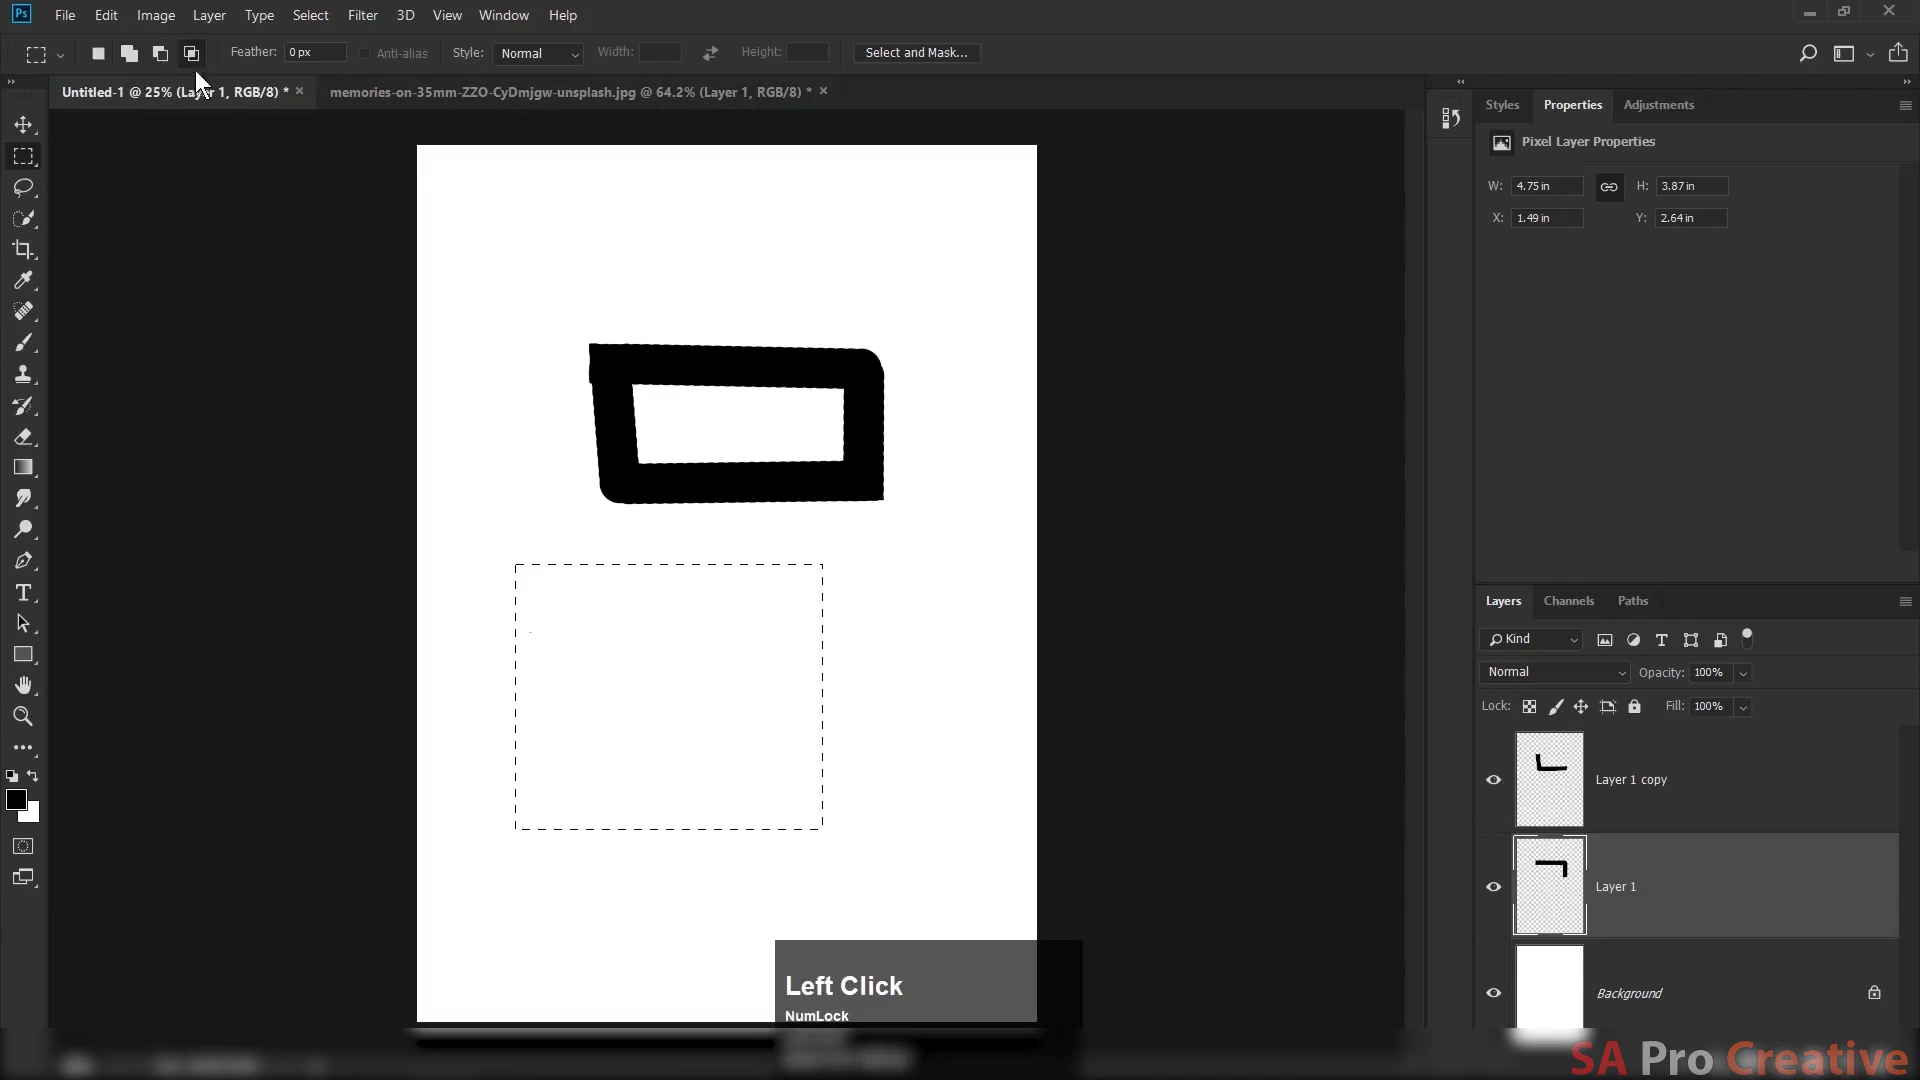 Ps File Edit Image Layer Type Select Filter 3D View Window Help
Feather: 0 px Anti-alias Style: Normal Width: Height: Select and Mask...
Untitled-1 @ 25% (Layer 1, RGB/8) * × memories-on-35mm-ZZO-CyDmjgw-unsplash.jpg @ 64.2% (Layer 1, RGB/8) * ×
Styles Properties Adjustments
Pixel Layer Properties
W: 4.75 in H: 3.87 in
X: 1.49 in Y: 2.64 in
Layers Channels Paths
Kind
Normal Opacity: 100%
Lock: Fill: 100%
Layer 1 copy
Layer 1
Background
Left Click
NumLock
SA Pro Creative